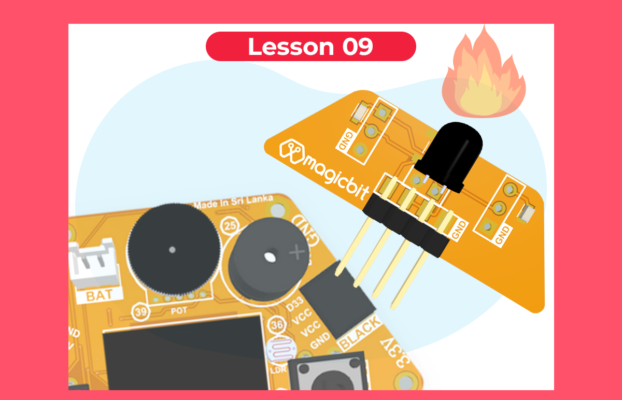 Lesson 09
GND
magicbit
GND
GND
Made in Sri Lanka
25
GND
BAT
POT
39
D33
VCC
VCC
GND
BLACK
36
LDR
3.3V